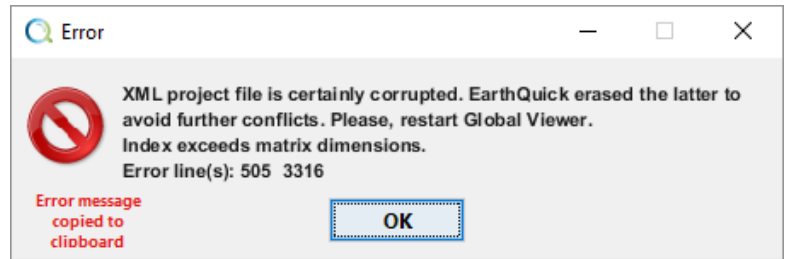 Error
XML project file is certainly corrupted. EarthQuick erased the latter to
avoid further conflicts. Please, restart Global Viewer.
Index exceeds matrix dimensions.
Error line(s): 505  3316
Error message
copied to
clipboard
OK